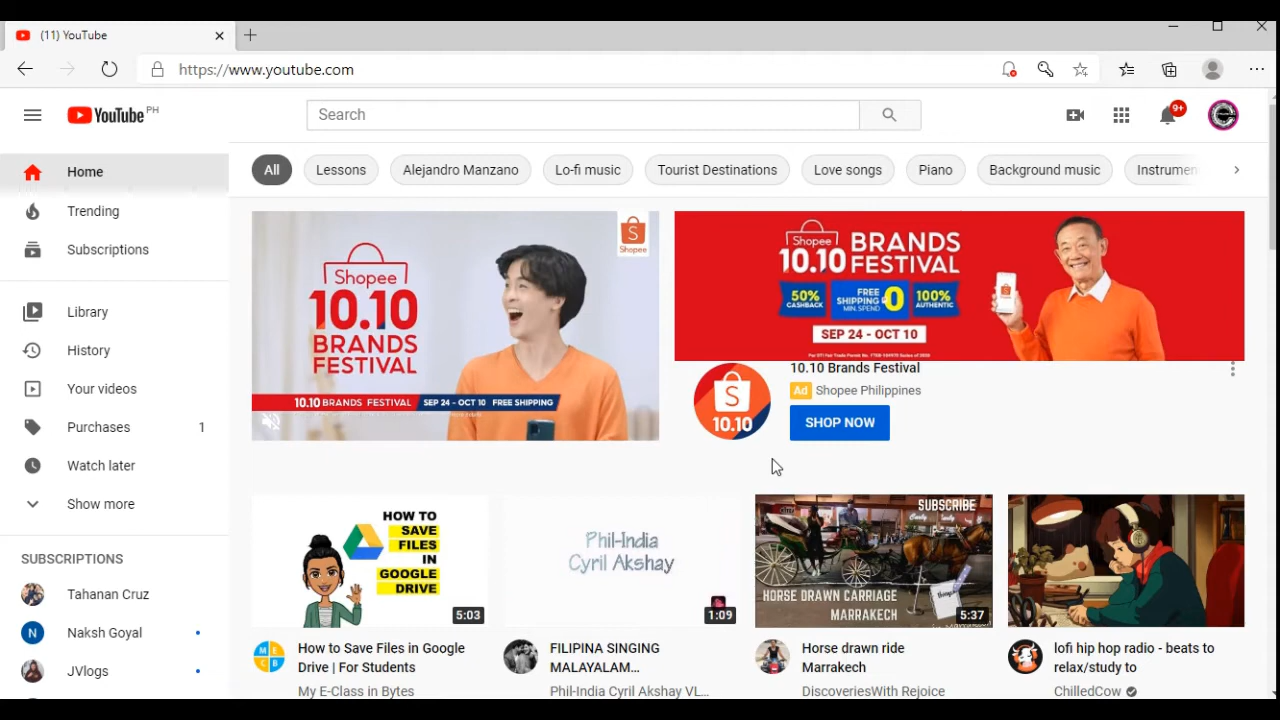 (11) YouTube
https://www.youtube.com
YouTube PH
Search
9+
Home
Trending
Subscriptions
Library
History
Your videos
Purchases 1
Watch later
Show more
SUBSCRIPTIONS
Tahanan Cruz
N Naksh Goyal
JVlogs
All Lessons Alejandro Manzano Lo-fi music Tourist Destinations Love songs Piano Background music Instrumen
Shopee
10.10
BRANDS
FESTIVAL
S
Shopee
10.10 BRANDS FESTIVAL SEP 24 - OCT 10 FREE SHIPPING
Shopee
10.10 BRANDS
FESTIVAL
50%
CASHBACK
FREE
SHIPPING
MIN. SPEND
0
100%
AUTHENTIC
SEP 24 - OCT 10
S
10.10
10.10 Brands Festival
Ad Shopee Philippines
SHOP NOW
HOW TO
SAVE
FILES
IN
GOOGLE
DRIVE
5:03
MECB
How to Save Files in Google
Drive | For Students
My E-Class in Bytes
Phil-India
Cyril Akshay
1:09
FILIPINA SINGING
MALAYALAM...
Phil-India Cyril Akshay VL...
SUBSCRIBE
HORSE DRAWN CARRIAGE
MARRAKECH
5:37
Horse drawn ride
Marrakech
DiscoveriesWith Rejoice
lofi hip hop radio - beats to
relax/study to
ChilledCow